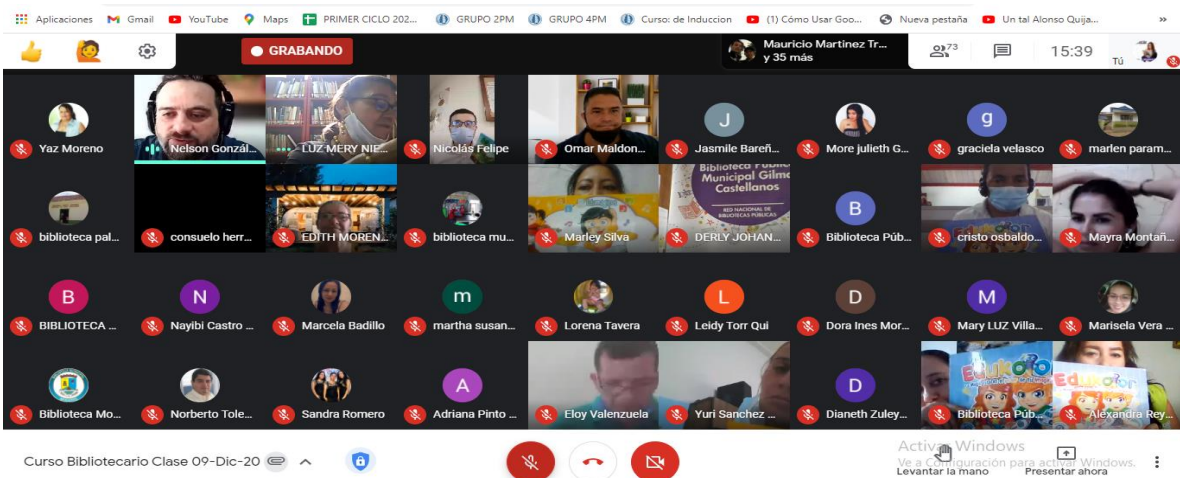 Aplicaciones Gmail YouTube Maps PRIMER CICLO 202... GRUPO 2PM GRUPO 4PM Curso: de Induccion (1) Cómo Usar Goo... Nueva pestaña Un tal Alonso Quija... »
GRABANDO
Mauricio Martinez Tr...
y 35 más
73
15:39
Tú
Yaz Moreno
Nelson Gonzál...
LUZ MERY NIE...
Nicolás Felipe
Omar Maldon...
J
Jasmile Bareñ...
More julieth G...
g
graciela velasco
marlen param...
biblioteca pal...
consuelo herr...
EDITH MOREN...
biblioteca mu...
Marley Silva
Biblioteca Pública
Municipal Gilma
Castellanos
RED NACIONAL DE
BIBLIOTECAS PÚBLICAS
DERLY JOHAN...
B
Biblioteca Púb...
cristo osbaldo...
Mayra Montañ...
B
BIBLIOTECA ...
N
Nayibi Castro ...
Marcela Badillo
m
martha susan...
Lorena Tavera
L
Leidy Torr Qui
D
Dora Ines Mor...
M
Mary LUZ Villa...
Marisela Vera ...
Biblioteca Mo...
Norberto Tole...
Sandra Romero
A
Adriana Pinto ...
Eloy Valenzuela
Yuri Sanchez ...
D
Dianeth Zuley...
Edukolor
Biblioteca Púb...
Edukolor
Alexandra Rey...
Curso Bibliotecario Clase 09-Dic-20
Activar Windows
Ve a Configuración para activar Windows.
Levantar la mano
Presentar ahora